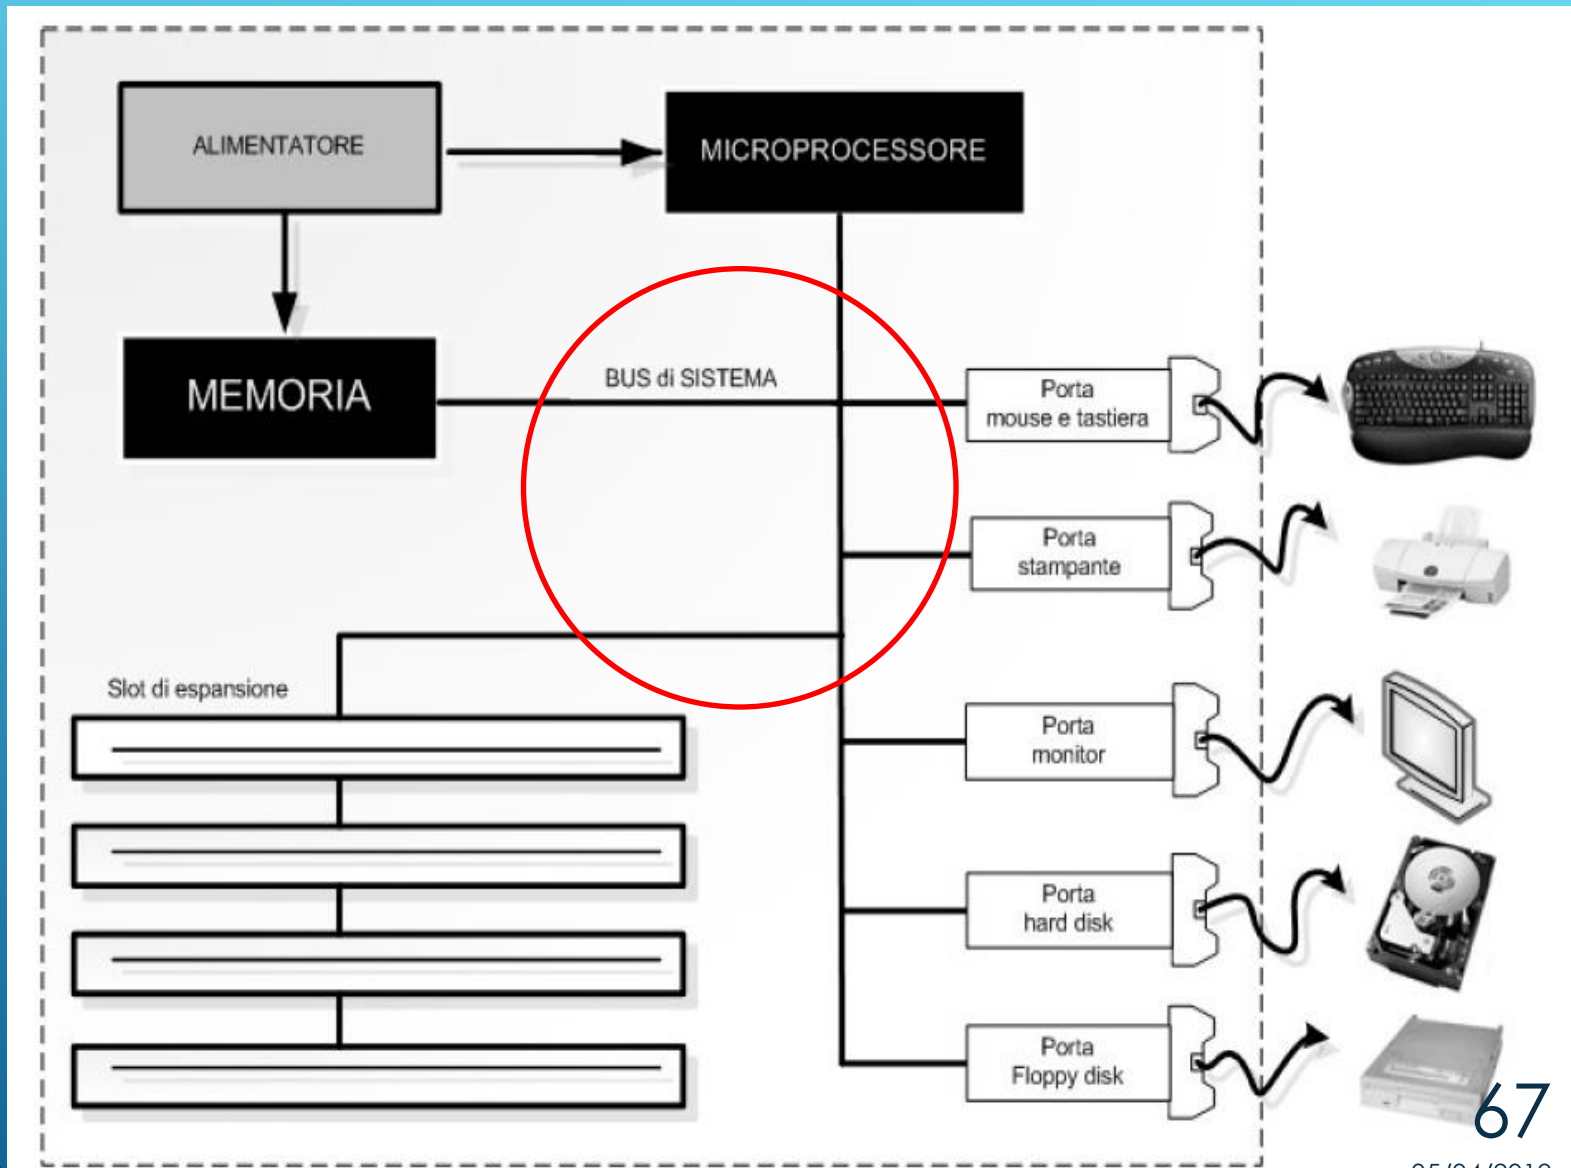 ALIMENTATORE
MICROPROCESSORE
MEMORIA
BUS di SISTEMA
Porta
mouse e tastiera
Porta
stampante
Slot di espansione
Porta
monitor
Porta
hard disk
Porta
Floppy disk
67